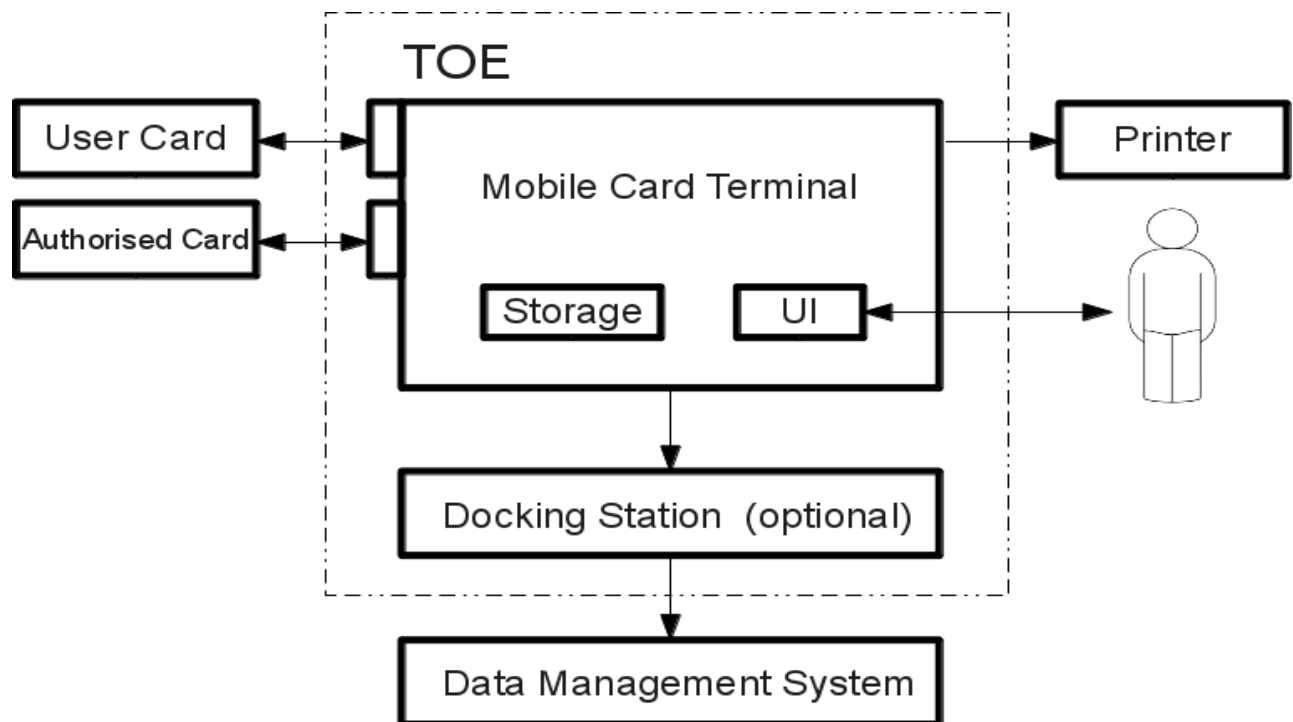 TOE
User Card
Printer
Mobile Card Terminal
Authorised Card
Storage
UI
Docking Station (optional)
Data Management System